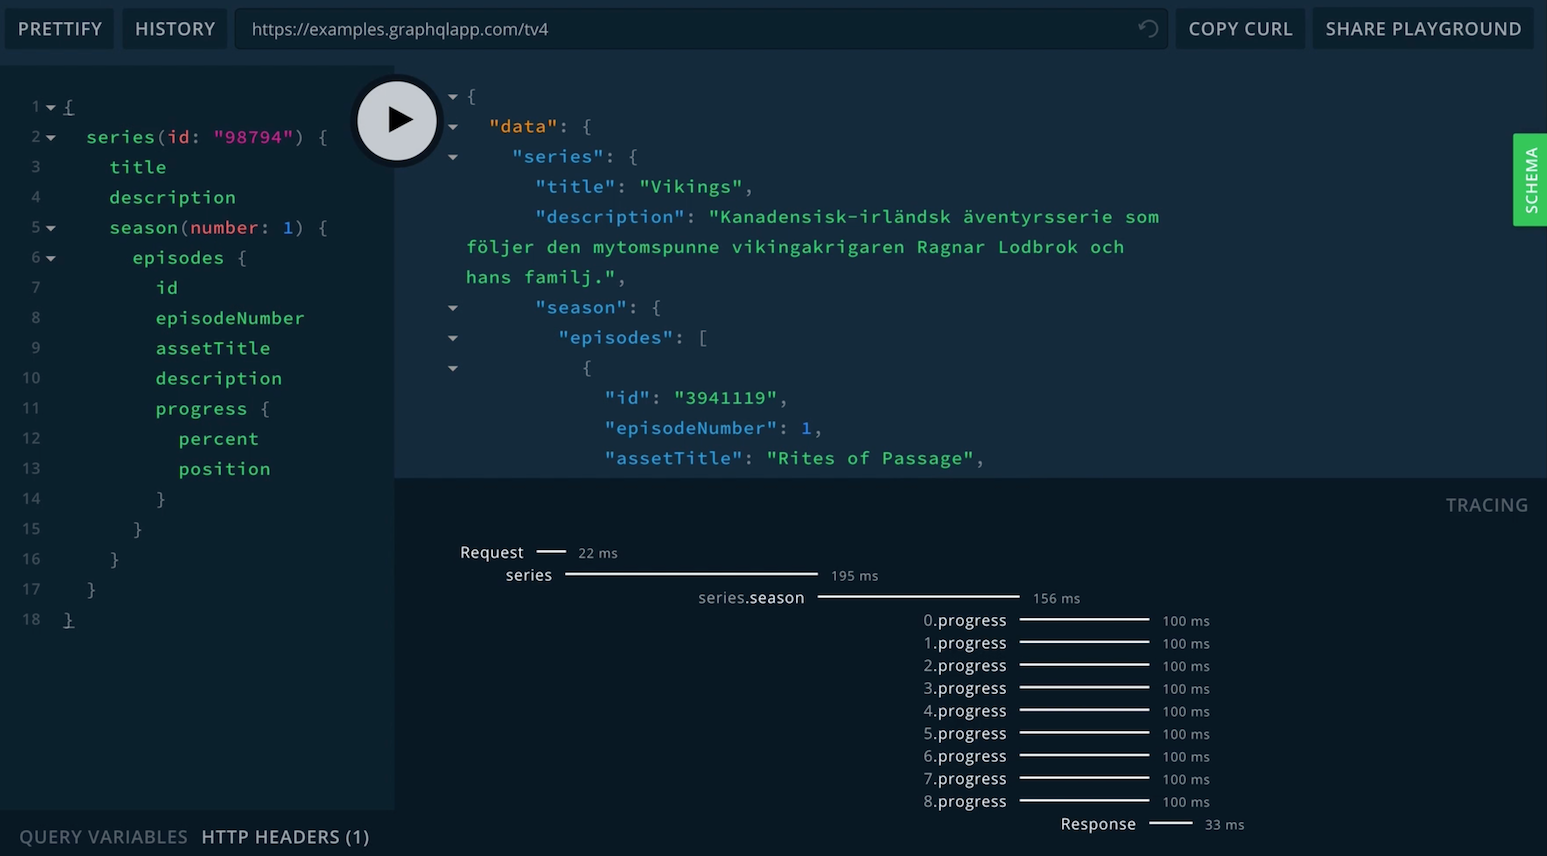 PRETTIFY HISTORY https://examples.graphqlapp.com/tv4 COPY CURL SHARE PLAYGROUND
1 {
2 series(id: "98794") {
3 title
4 description
5 season(number: 1) {
6 episodes {
7 id
8 episodeNumber
9 assetTitle
10 description
11 progress {
12 percent
13 position
14 }
15 }
16 }
17 }
18 }
{
"data": {
"series": {
"title": "Vikings",
"description": "Kanadensisk-irländsk äventyrsserie som
följer den mytomspunne vikingakrigaren Ragnar Lodbrok och
hans familj.",
"season": {
"episodes": [
{
"id": "3941119",
"episodeNumber": 1,
"assetTitle": "Rites of Passage",
SCHEMA
TRACING
Request 22 ms
series 195 ms
series.season 156 ms
0.progress 100 ms
1.progress 100 ms
2.progress 100 ms
3.progress 100 ms
4.progress 100 ms
5.progress 100 ms
6.progress 100 ms
7.progress 100 ms
8.progress 100 ms
Response 33 ms
QUERY VARIABLES HTTP HEADERS (1)